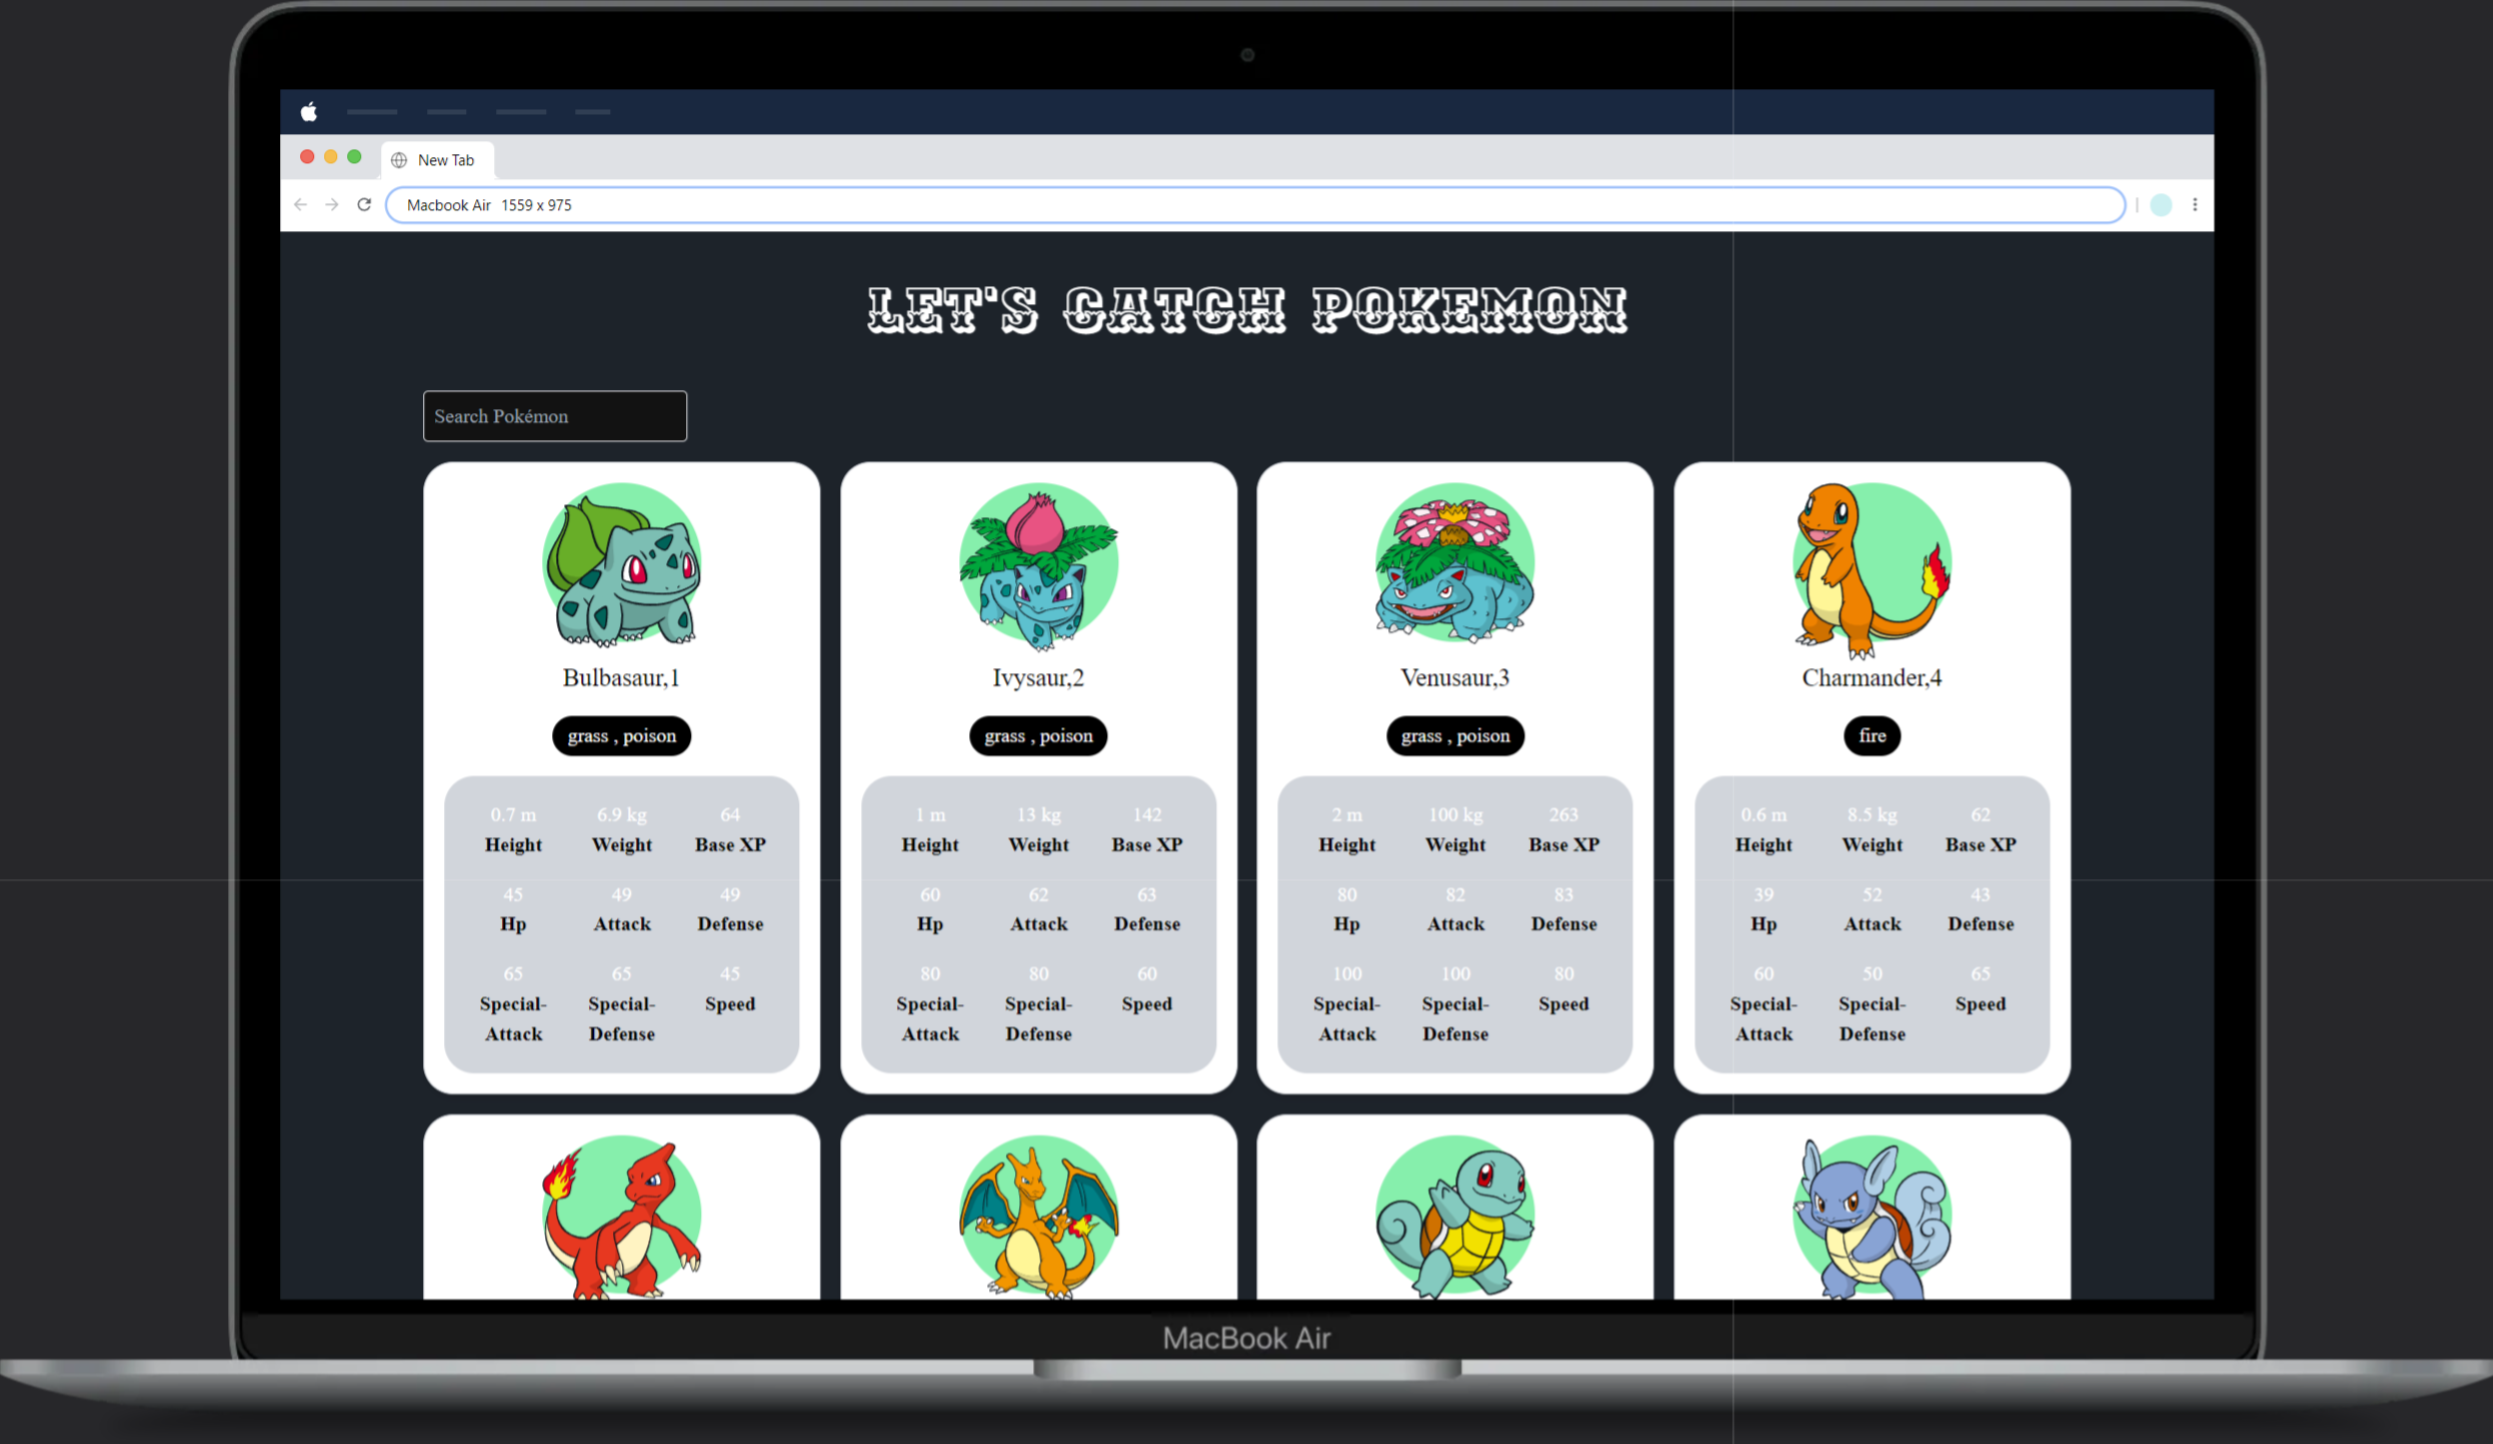 New Tab
Macbook Air 1559 x 975
LET'S CATCH POKEMON
Search Pokémon
Bulbasaur,1
grass , poison
0.7 m 6.9 kg 64
Height Weight Base XP
45 49 49
Hp Attack Defense
65 65 45
Special- Special- Speed
Attack Defense
Ivysaur,2
grass , poison
1 m 13 kg 142
Height Weight Base XP
60 62 63
Hp Attack Defense
80 80 60
Special- Special- Speed
Attack Defense
Venusaur,3
grass , poison
2 m 100 kg 263
Height Weight Base XP
80 82 83
Hp Attack Defense
100 100 80
Special- Special- Speed
Attack Defense
Charmander,4
fire
0.6 m 8.5 kg 62
Height Weight Base XP
39 52 43
Hp Attack Defense
60 50 65
Special- Special- Speed
Attack Defense
MacBook Air